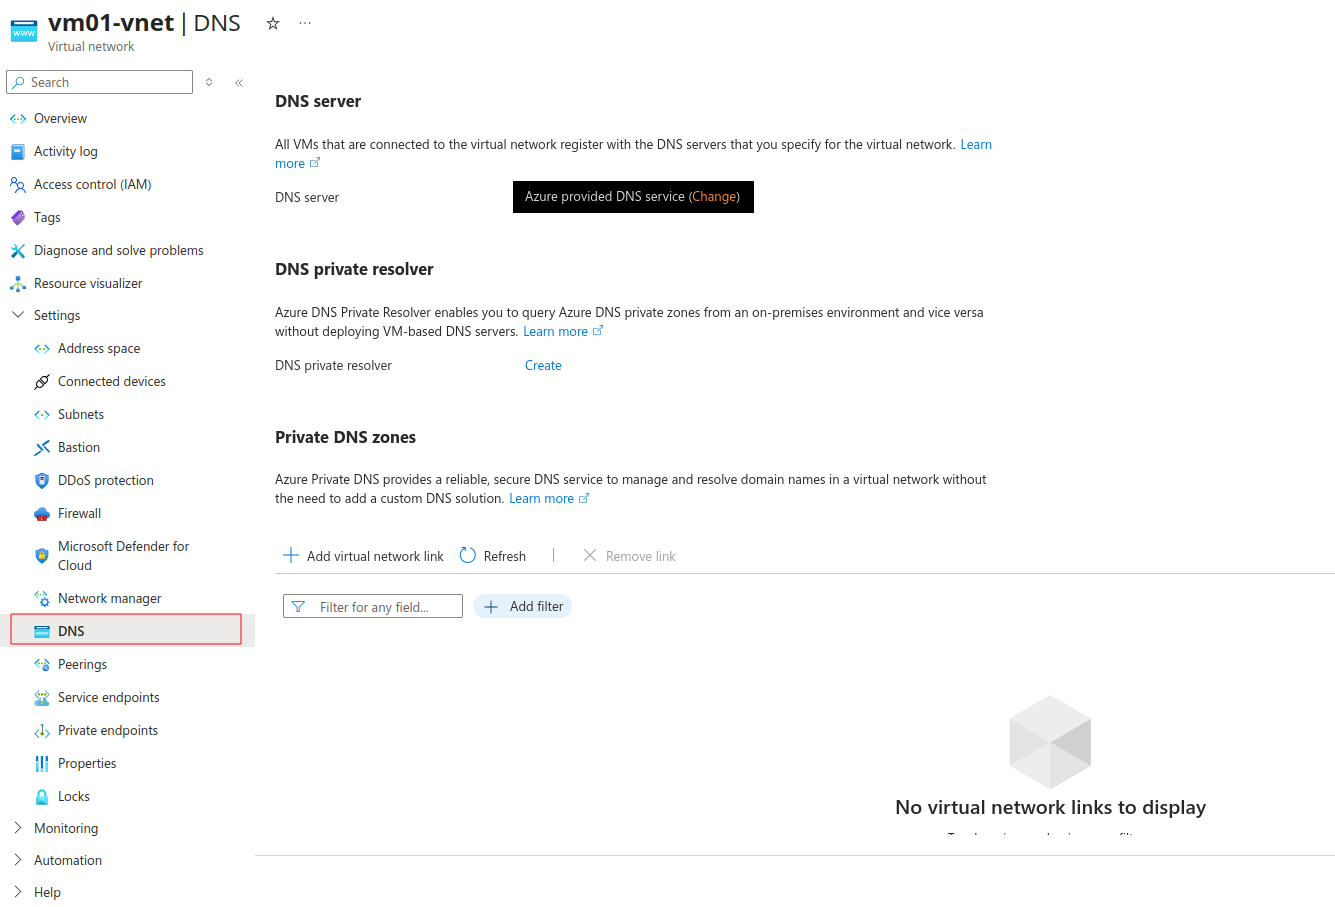 vm01-vnet | DNS
Virtual network
Search
Overview
Activity log
Access control (IAM)
Tags
Diagnose and solve problems
Resource visualizer
Settings
Address space
Connected devices
Subnets
Bastion
DDoS protection
Firewall
Microsoft Defender for
Cloud
Network manager
DNS
Peerings
Service endpoints
Private endpoints
Properties
Locks
Monitoring
Automation
Help
DNS server
All VMs that are connected to the virtual network register with the DNS servers that you specify for the virtual network. Learn
more
DNS server Azure provided DNS service (Change)
DNS private resolver
Azure DNS Private Resolver enables you to query Azure DNS private zones from an on-premises environment and vice versa
without deploying VM-based DNS servers. Learn more
DNS private resolver Create
Private DNS zones
Azure Private DNS provides a reliable, secure DNS service to manage and resolve domain names in a virtual network without
the need to add a custom DNS solution. Learn more
Add virtual network link Refresh | Remove link
Filter for any field... Add filter
No virtual network links to display